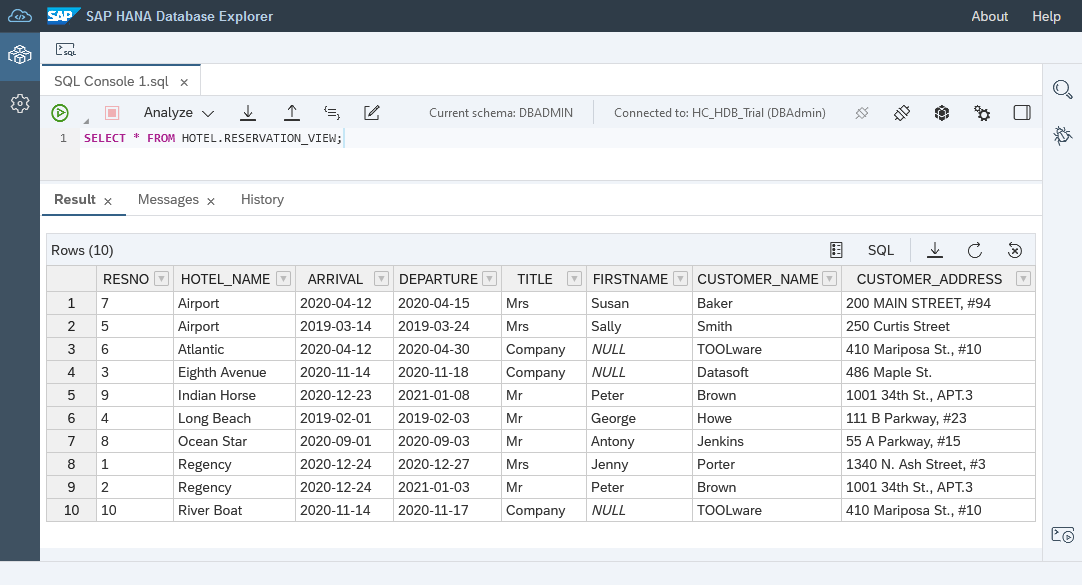 SAP SAP HANA Database Explorer About Help
SQL
SQL Console 1.sql
Analyze Current schema: DBADMIN Connected to: HC_HDB_Trial (DBAdmin)
1 SELECT * FROM HOTEL.RESERVATION_VIEW;
Result Messages History
Rows (10) SQL
RESNO HOTEL_NAME ARRIVAL DEPARTURE TITLE FIRSTNAME CUSTOMER_NAME CUSTOMER_ADDRESS
1 7 Airport 2020-04-12 2020-04-15 Mrs Susan Baker 200 MAIN STREET, #94
2 5 Airport 2019-03-14 2019-03-24 Mrs Sally Smith 250 Curtis Street
3 6 Atlantic 2020-04-12 2020-04-30 Company NULL TOOLware 410 Mariposa St., #10
4 3 Eighth Avenue 2020-11-14 2020-11-18 Company NULL Datasoft 486 Maple St.
5 9 Indian Horse 2020-12-23 2021-01-08 Mr Peter Brown 1001 34th St., APT.3
6 4 Long Beach 2019-02-01 2019-02-03 Mr George Howe 111 B Parkway, #23
7 8 Ocean Star 2020-09-01 2020-09-03 Mr Antony Jenkins 55 A Parkway, #15
8 1 Regency 2020-12-24 2020-12-27 Mrs Jenny Porter 1340 N. Ash Street, #3
9 2 Regency 2020-12-24 2021-01-03 Mr Peter Brown 1001 34th St., APT.3
10 10 River Boat 2020-11-14 2020-11-17 Company NULL TOOLware 410 Mariposa St., #10